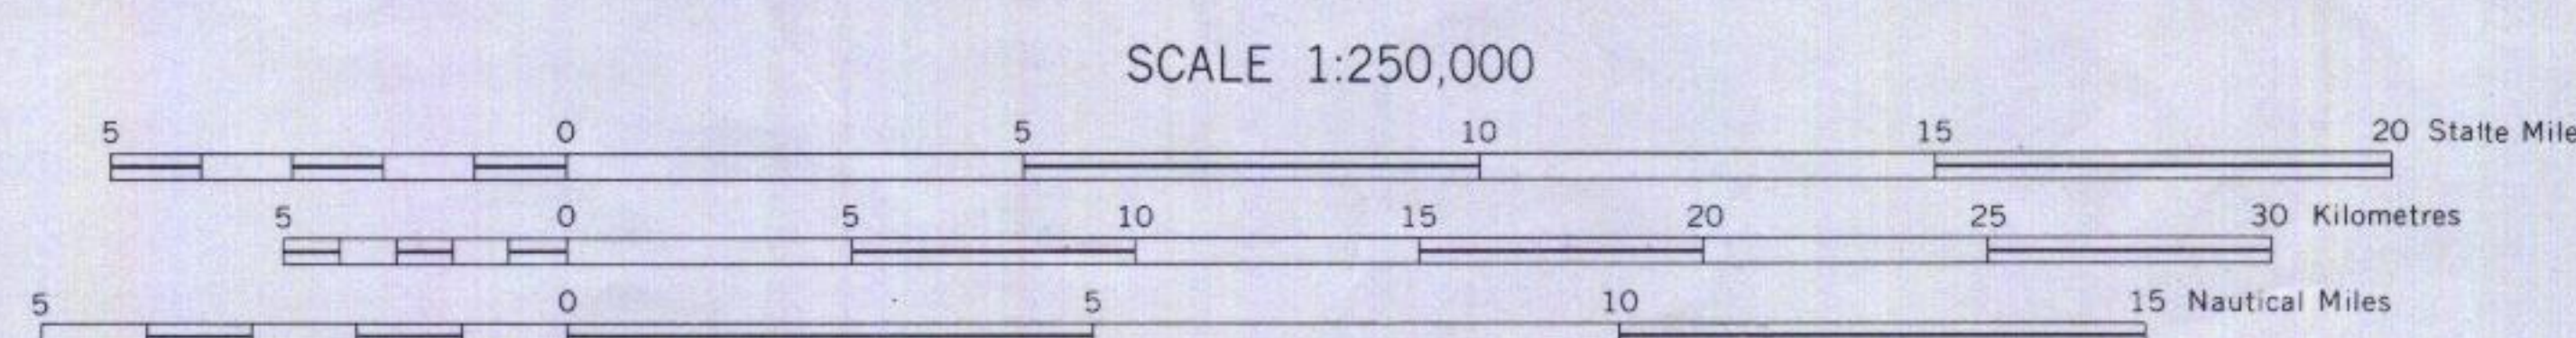 SCALE 1:250,000
5 0 5 10 15 20 Statte Mile
5 0 5 10 15 20 25 30 Kilometres
5 0 5 10 15 Nautical Miles